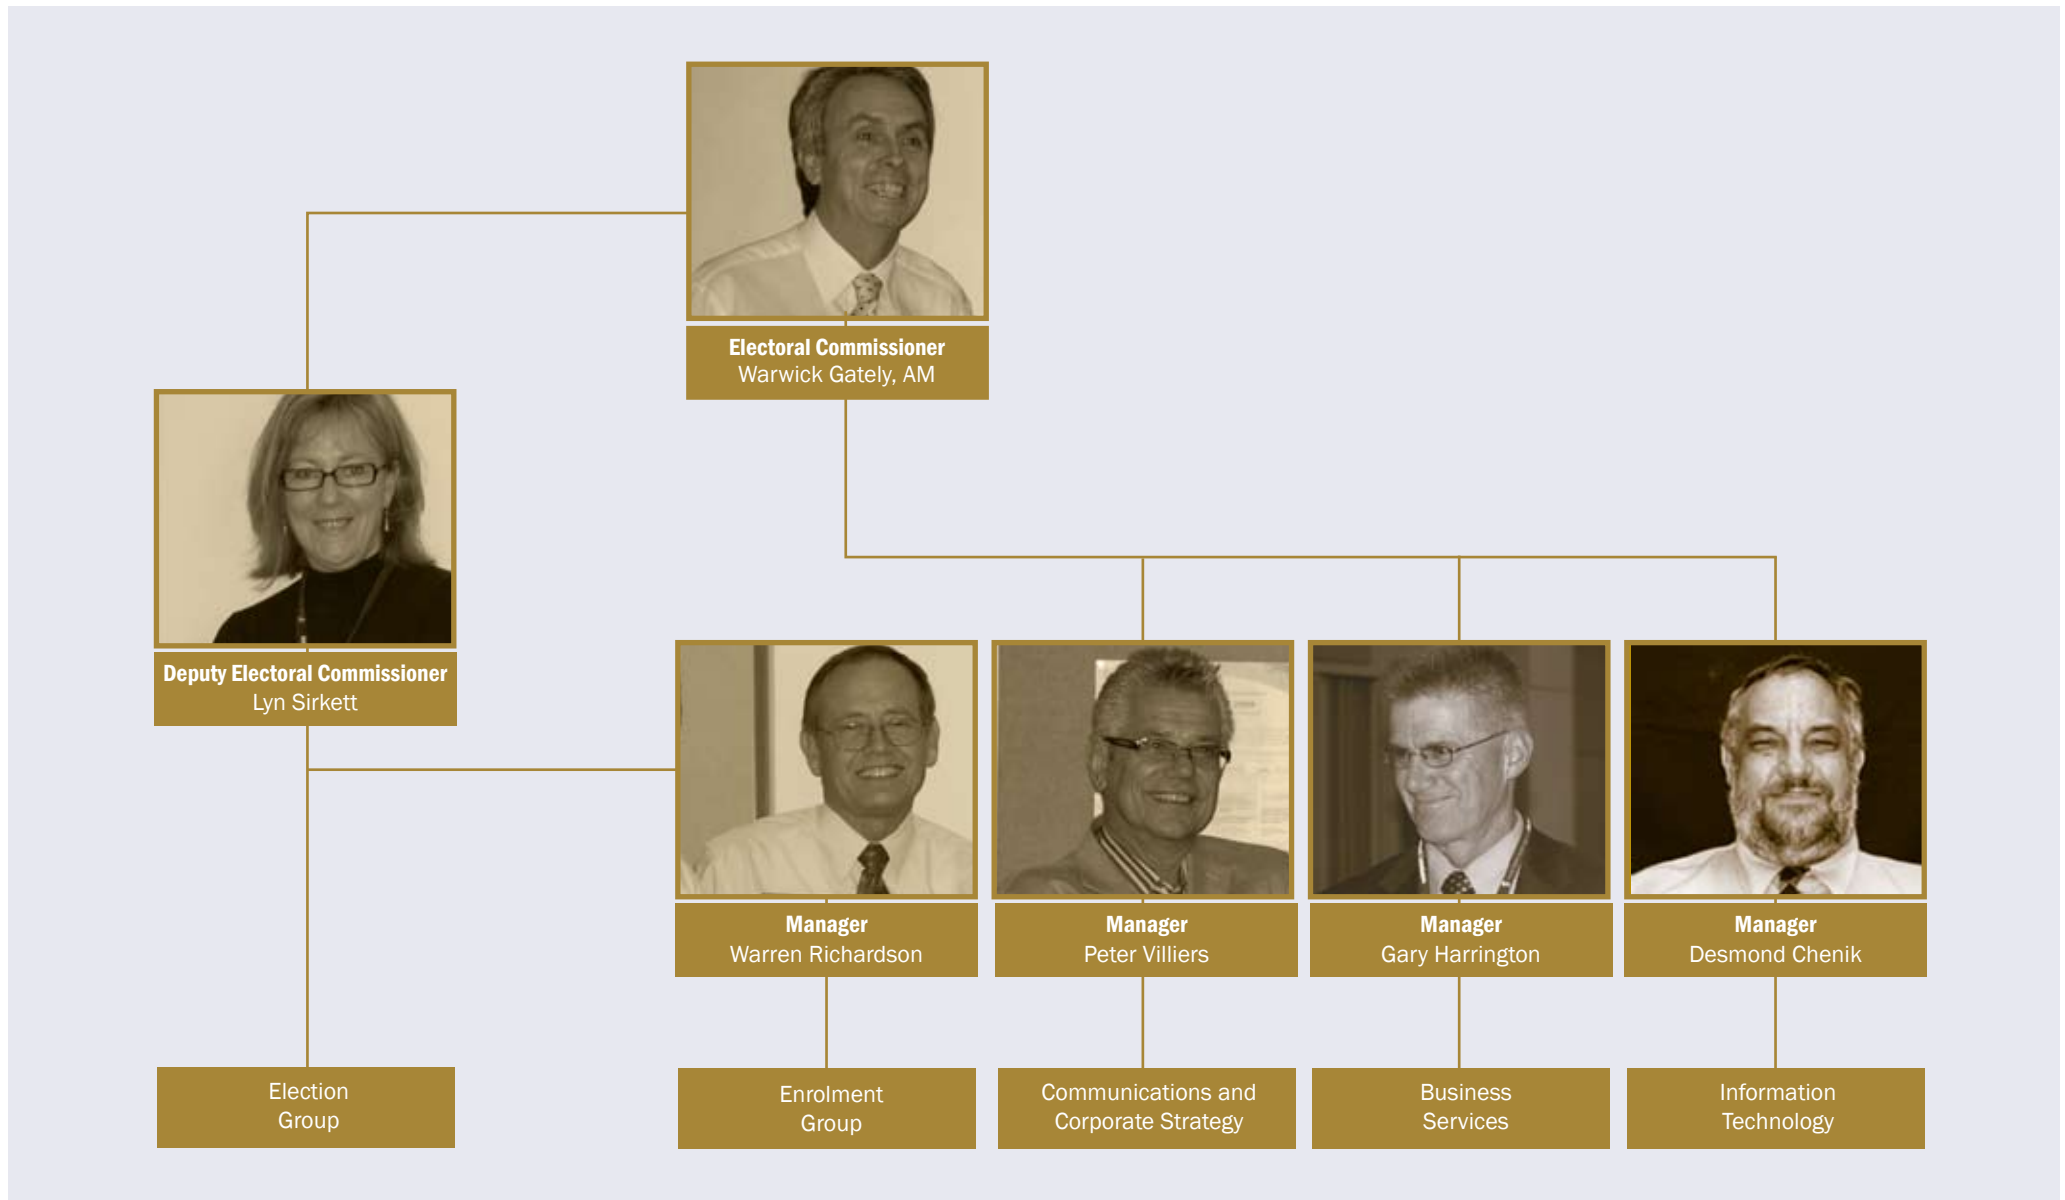 Electoral Commissioner
Warwick Gately, AM
Deputy Electoral Commissioner
Lyn Sirkett
Manager
Warren Richardson
Manager
Peter Villiers
Manager
Gary Harrington
Manager
Desmond Chenik
Election
Group
Enrolment
Group
Communications and
Corporate Strategy
Business
Services
Information
Technology